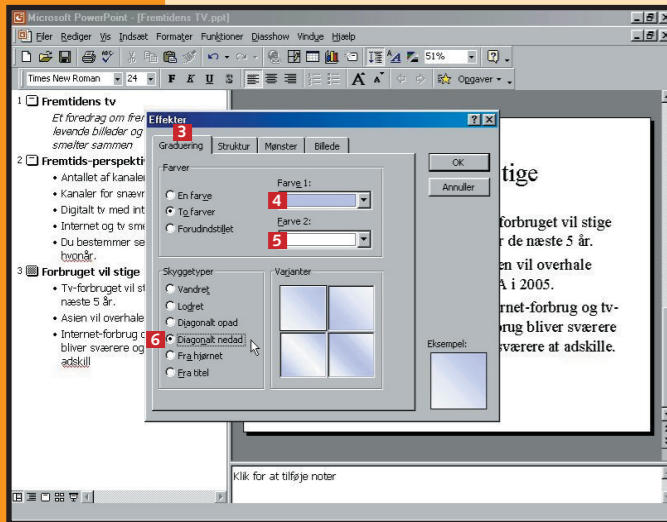 Microsoft PowerPoint - [Fremtidens TV.ppt]
Filer Rediger Vis Indsæt Formater Funktioner Diasshow Vindue Hjælp
51%
Times New Roman 24 F K U S Opgaver
1 Fremtidens tv
Et foredrag om frem
levende billeder og
smelter sammen
2 Fremtids-perspekti
• Antallet af kanale
• Kanaler for snævr
• Digitalt tv med int
• Internet og tv sme
• Du bestemmer se
hvonår.
3 Forbruget vil stige
• Tv-forbruget vil st
næste 5 år.
• Asien vil overhale
• Internet-forbrug o
bliver sværere og
adskill
Effekter
3
Graduering Struktur Mønster Billede
OK
Annuller
Farver
En farve
To farver
Forudindstillet
Farve 1:
4
Farve 2:
5
Skyggetyper
Vandret
Lodret
Diagonalt opad
6 Diagonalt nedad
Fra hjørnet
Fra titel
Varianter
Eksempel:
stige
forbruget vil stige
r de næste 5 år.
en vil overhale
A i 2005.
rnet-forbrug og tv-
rug bliver sværere
sværere at adskille.
Klik for at tilføje noter